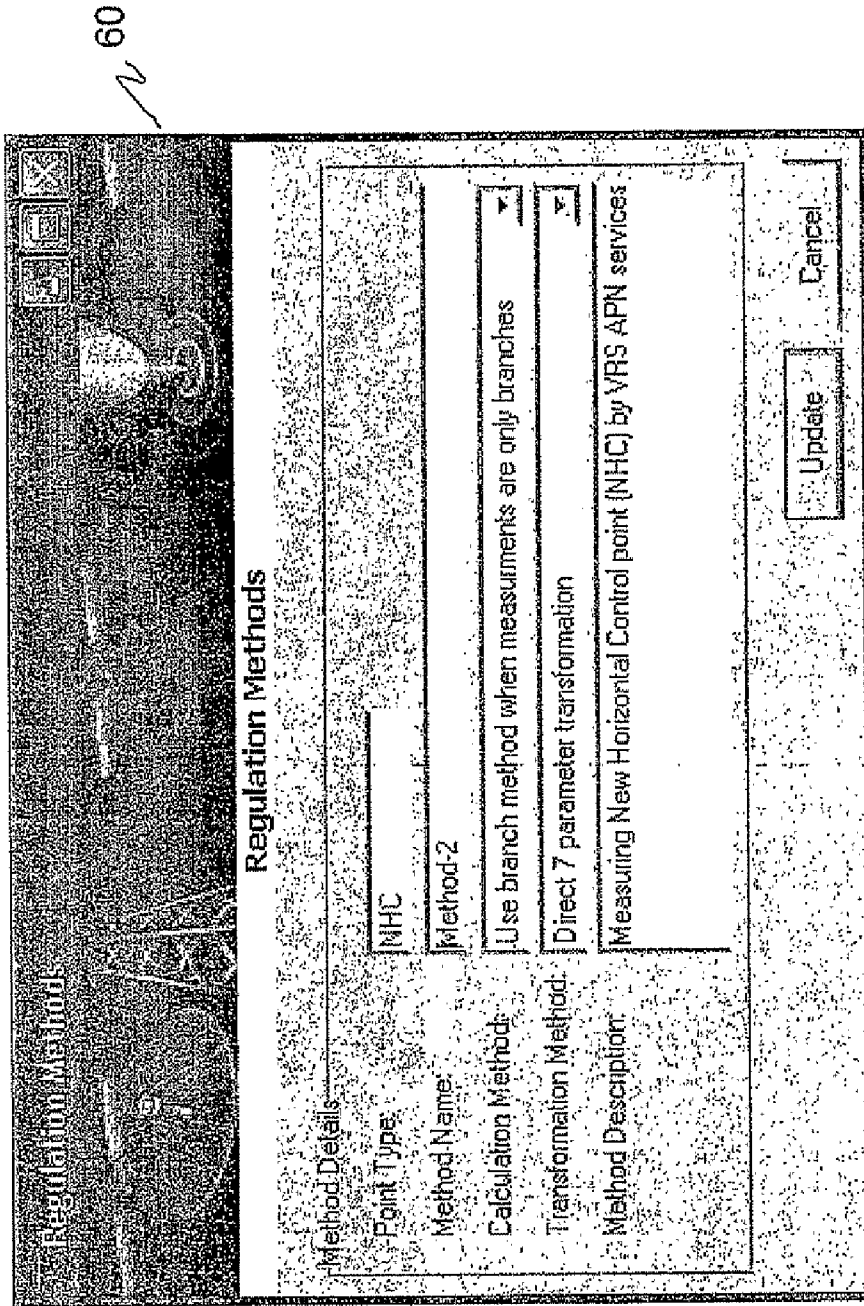 60
Regulation Methods
Regulation Methods
Method Details
Point Type: NHC
Method Name: Method-2
Calculation Method: Use branch method when measurments are only branches
Transformation Method: Direct 7 parameter transformation
Method Description: Measuring New Horizontal Control point (NHC) by VRS APN services
Update Cancel